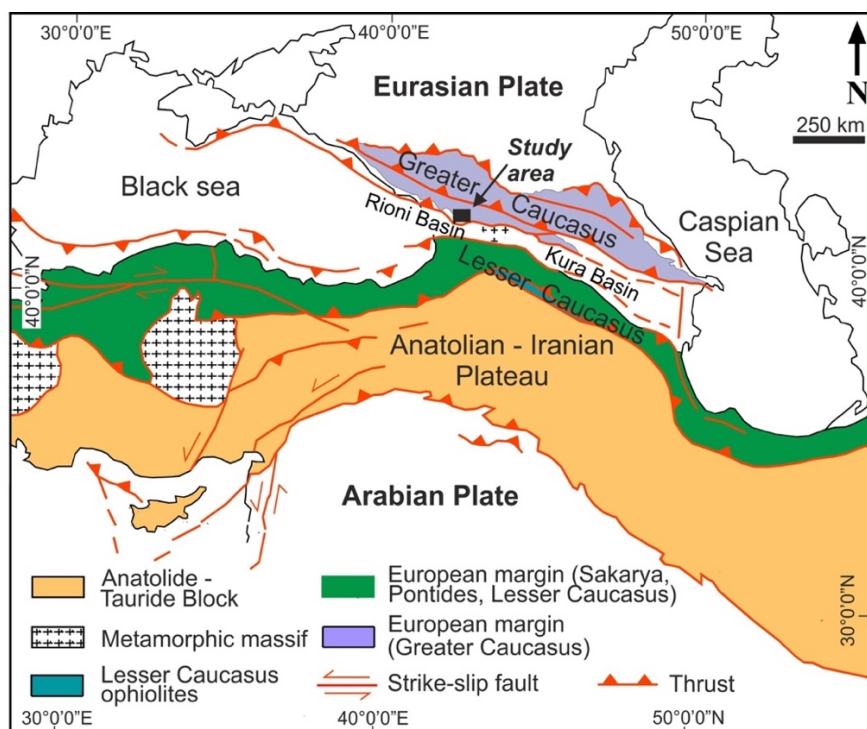 30°0'0"E
40°0'0"E
50°0'0"E
Eurasian Plate
N
250 km
Study
area
Black sea
Greater
Caucasus
Rioni Basin
Caspian
Sea
Kura Basin
Lesser Caucasus
40°0'0"N
40°0'0"N
Anatolian - Iranian
Plateau
Arabian Plate
Anatolide -
Tauride Block
European margin (Sakarya,
Pontides, Lesser Caucasus)
30°0'0"N
Metamorphic massif
European margin
(Greater Caucasus)
Lesser Caucasus
ophiolites
Strike-slip fault
Thrust
30°0'0"E
40°0'0"E
50°0'0"N